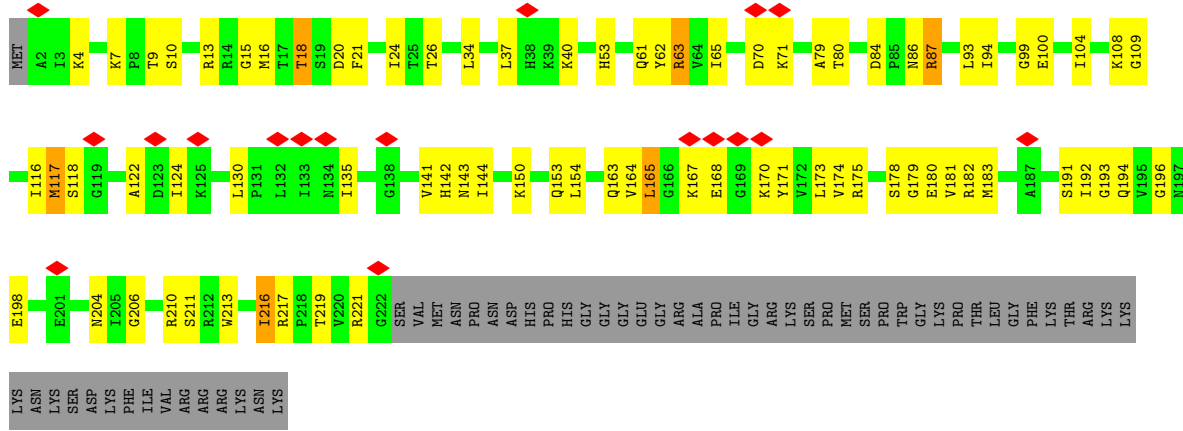 MET A2 I3 K4 K7 P8 T9 S10 R13 R14 G15 M16 T17 T18 S19 D20 F21 I24 T25 T26 L34 L37 H38 K39 K40 H53 Q61 Y62 R63 V64 I65 D70 K71 A79 T80 D84 P85 N86 R87 L93 I94 G99 E100 I104 K108 G109
I116 M117 S118 G119 A122 D123 I124 K125 L130 P131 L132 I133 N134 I135 G138 V141 H142 N143 I144 K150 Q153 L154 Q163 V164 L165 G166 K167 E168 G169 K170 Y171 V172 L173 V174 R175 S178 G179 E180 V181 R182 M183 A187 S191 I192 G193 Q194 V195 G196 N197
E198 E201 N204 I205 G206 R210 S211 R212 W213 I216 R217 P218 T219 V220 R221 G222 SER VAL MET ASN PRO ASN ASP HIS PRO HIS GLY GLY GLY GLU GLY ARG ALA PRO ILE GLY ARG LYS SER PRO MET SER PRO TRP GLY LYS PRO THR LEU GLY PHE LYS THR ARG LYS LYS
LYS ASN LYS SER ASP LYS PHE ILE VAL ARG ARG ARG LYS ASN LYS